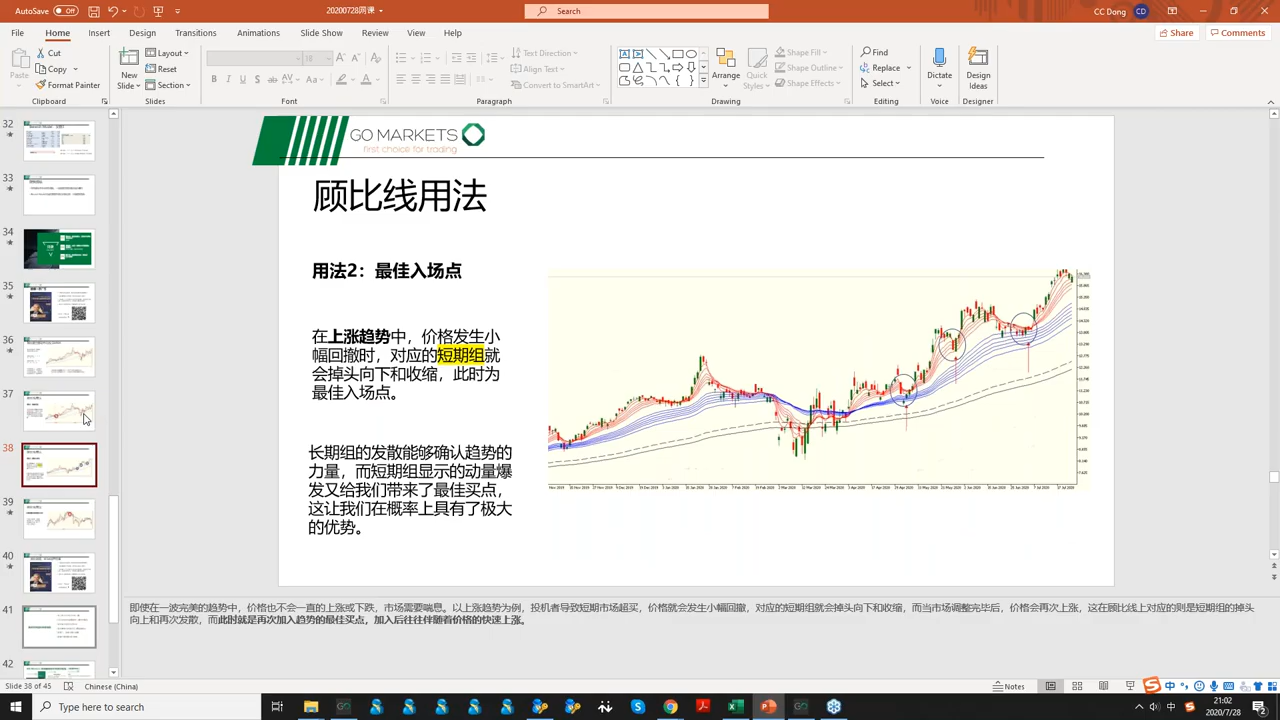 AutoSave Off 20200728网课 Search
File Home Insert Design Transitions Animations Slide Show Review View Help Share Comments
Paste Cut Copy Format Painter
New Slide Layout Reset Section
Text Direction Align Text Convert to SmartArt
Arrange Quick Styles Shape Fill Shape Outline Shape Effects
Find Replace Select
Dictate Design Ideas
Clipboard Slides Font Paragraph Drawing Editing Voice Designer
GO MARKETS
first choice for trading
顾比线用法
用法2：最佳入场点
在上涨趋势中，价格发生小
幅回撤时，对应的短期组就
会掉头向下和收缩，此时为
最佳入场点。
长期组的发散能够确认趋势的
力量，而短期组显示的动量爆
发又给我们带来了最佳买点，
这让我们在概率上具有了极大
的优势。
32
33
34
35
36
37
38
39
40
41
42
即使在一波完美的趋势中，价格也不会一直的上涨或下跌，市场需要喘息。以上涨趋势为例，投机者导致短期市场超买，价格就会发生小幅回撤，对应的短期组就会掉头向下和收缩，而当市场调整完毕后，价格会再次上涨，这在顾比线上对应的则是短期组的掉头
向上和再次发散，而此时就是再次加入趋势的最佳买点，加入后往往伴随着价格的快速上涨。
Slide 38 of 45 Chinese (China) Notes
Type here to search
21:02
2020/7/28